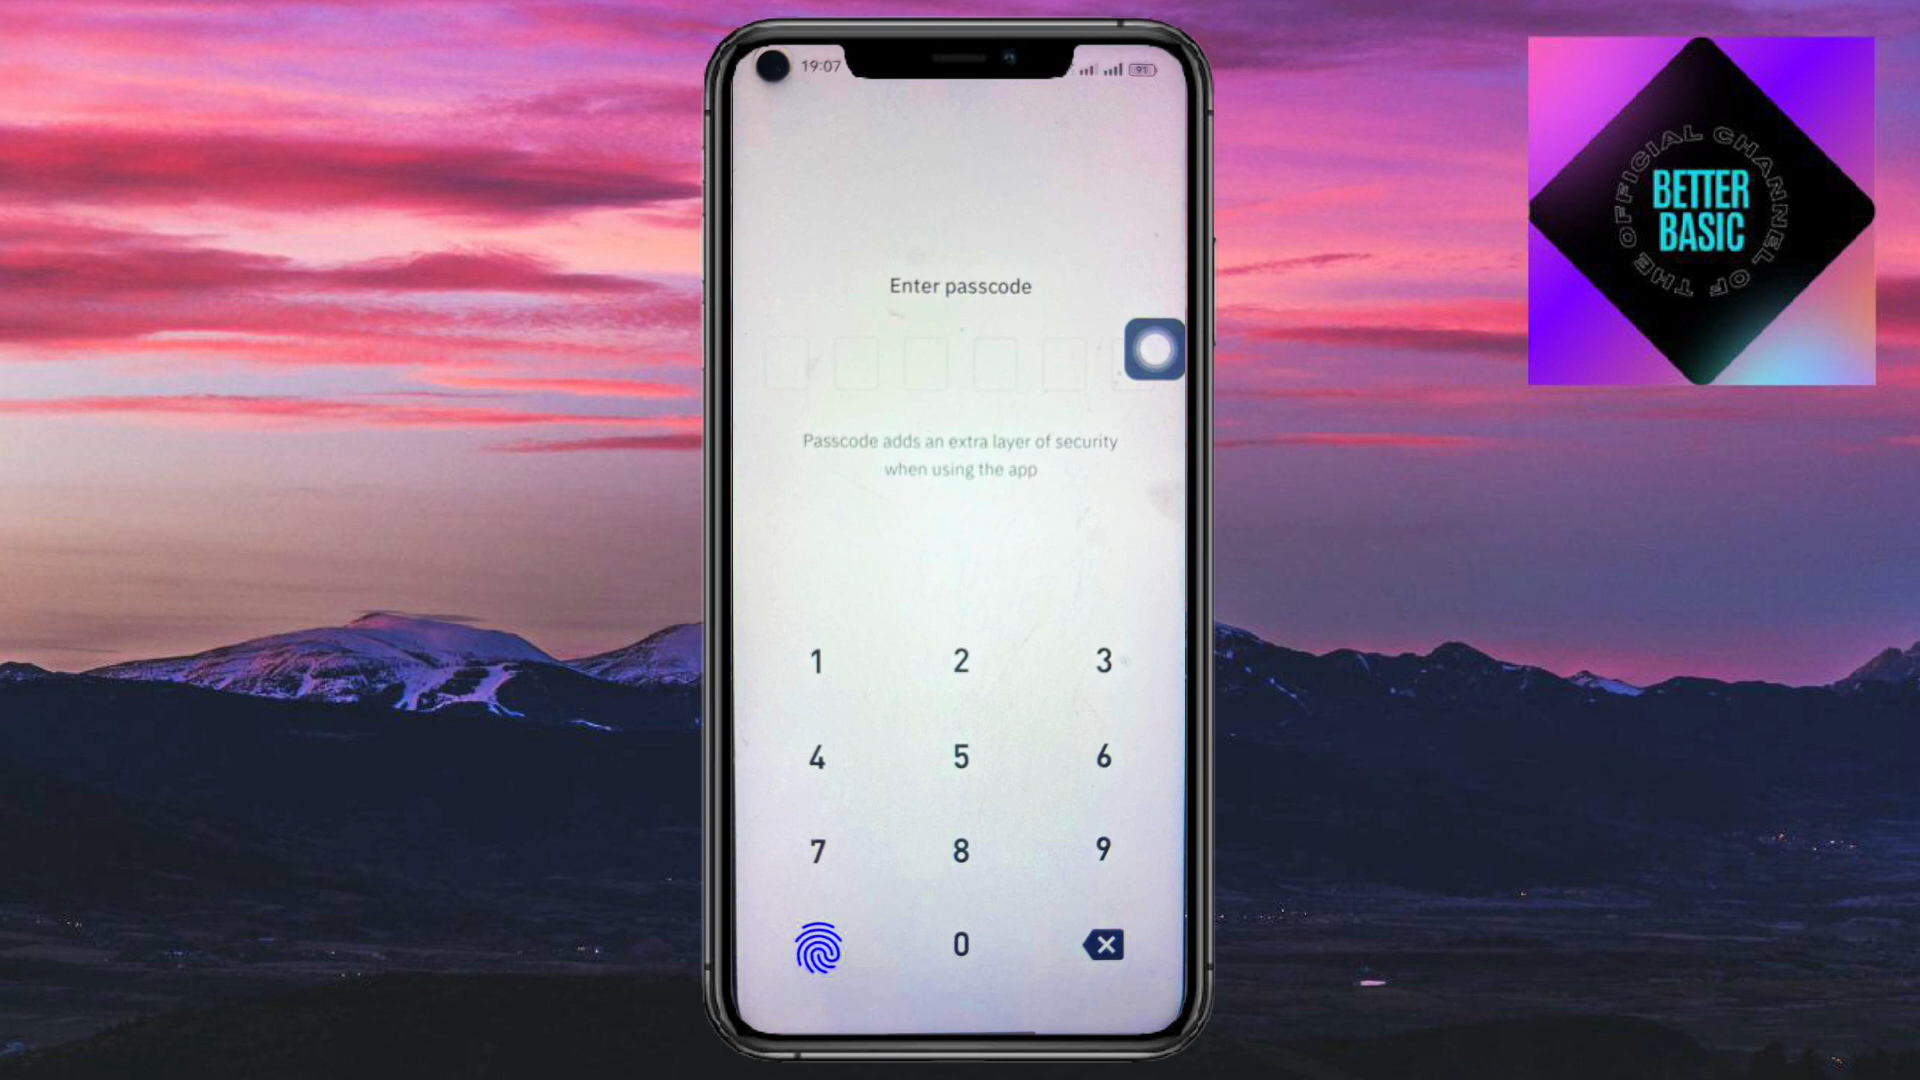 19:07
91
THE OFFICIAL CHANNEL OF
BETTER
BASIC
Enter passcode
Passcode adds an extra layer of security
when using the app
1 2 3
4 5 6
7 8 9
0